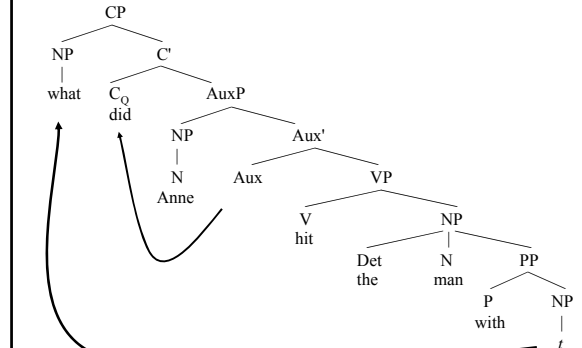 CP
NP C'
what C_Q AuxP
did
NP Aux'
N Aux VP
Anne
V NP
hit
Det N PP
the man
P NP
with
t